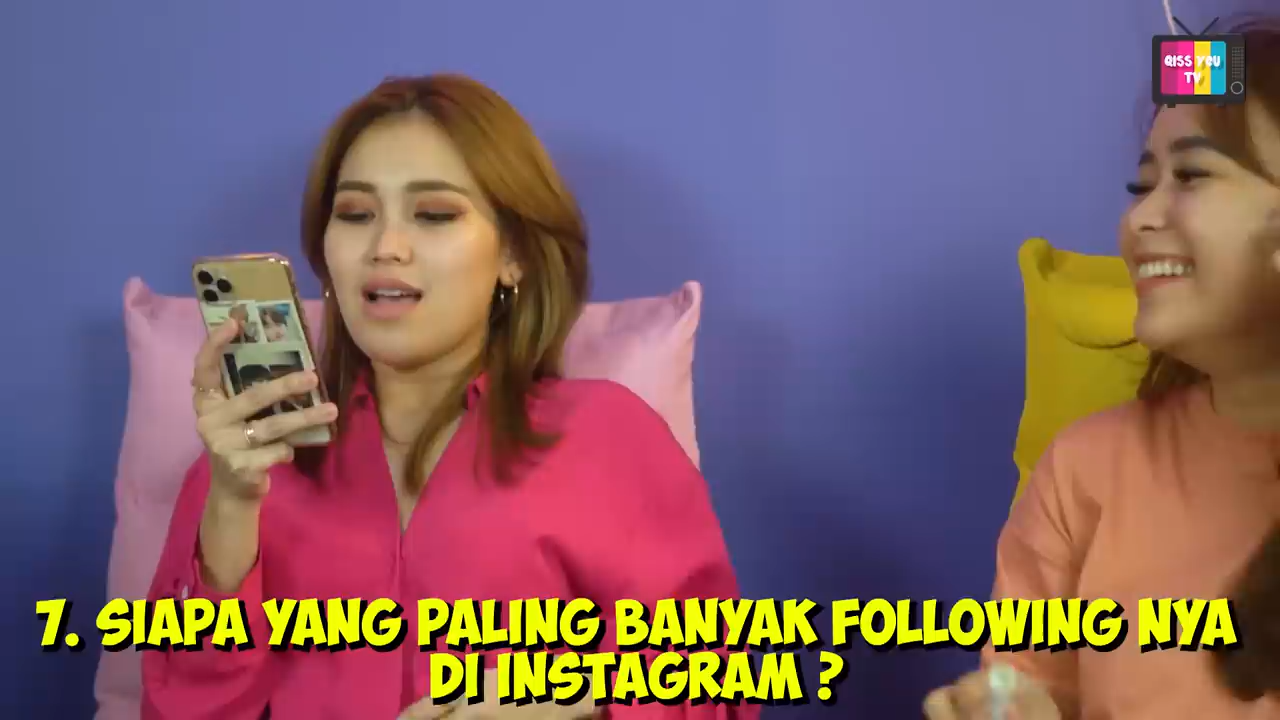 QISS YOU
TV
7. SIAPA YANG PALING BANYAK FOLLOWING NYA
DI INSTAGRAM ?